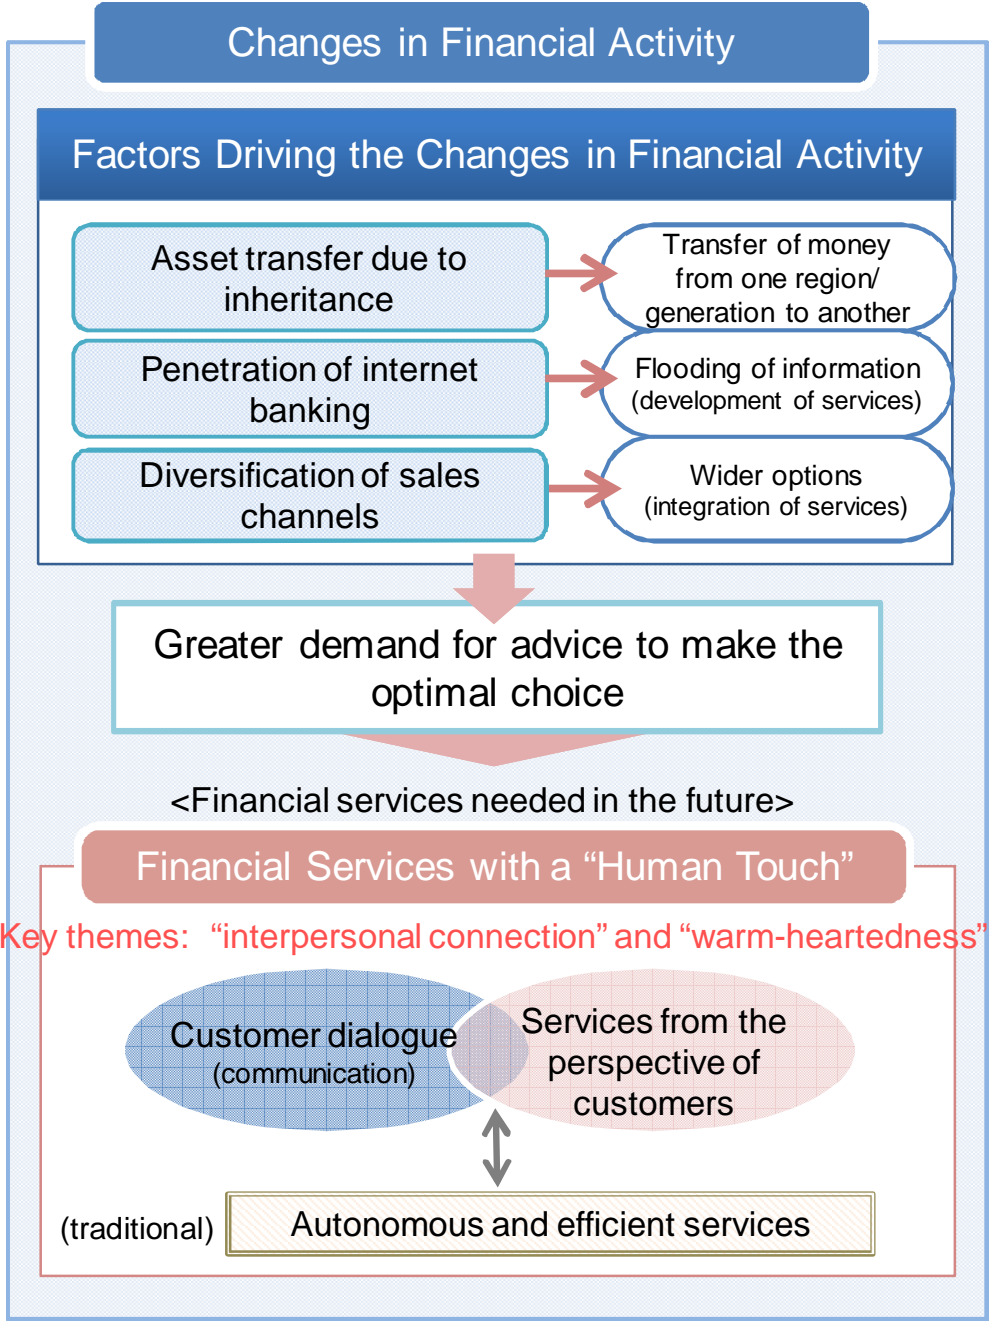 Changes in Financial Activity
Factors Driving the Changes in Financial Activity
Asset transfer due to
inheritance
Transfer of money
from one region/
generation to another
Penetration of internet
banking
Flooding of information
(development of services)
Diversification of sales
channels
Wider options
(integration of services)
Greater demand for advice to make the
optimal choice
<Financial services needed in the future>
Financial Services with a “Human Touch”
Key themes: “interpersonal connection” and “warm-heartedness”
Customer dialogue
(communication)
Services from the
perspective of
customers
(traditional)
Autonomous and efficient services